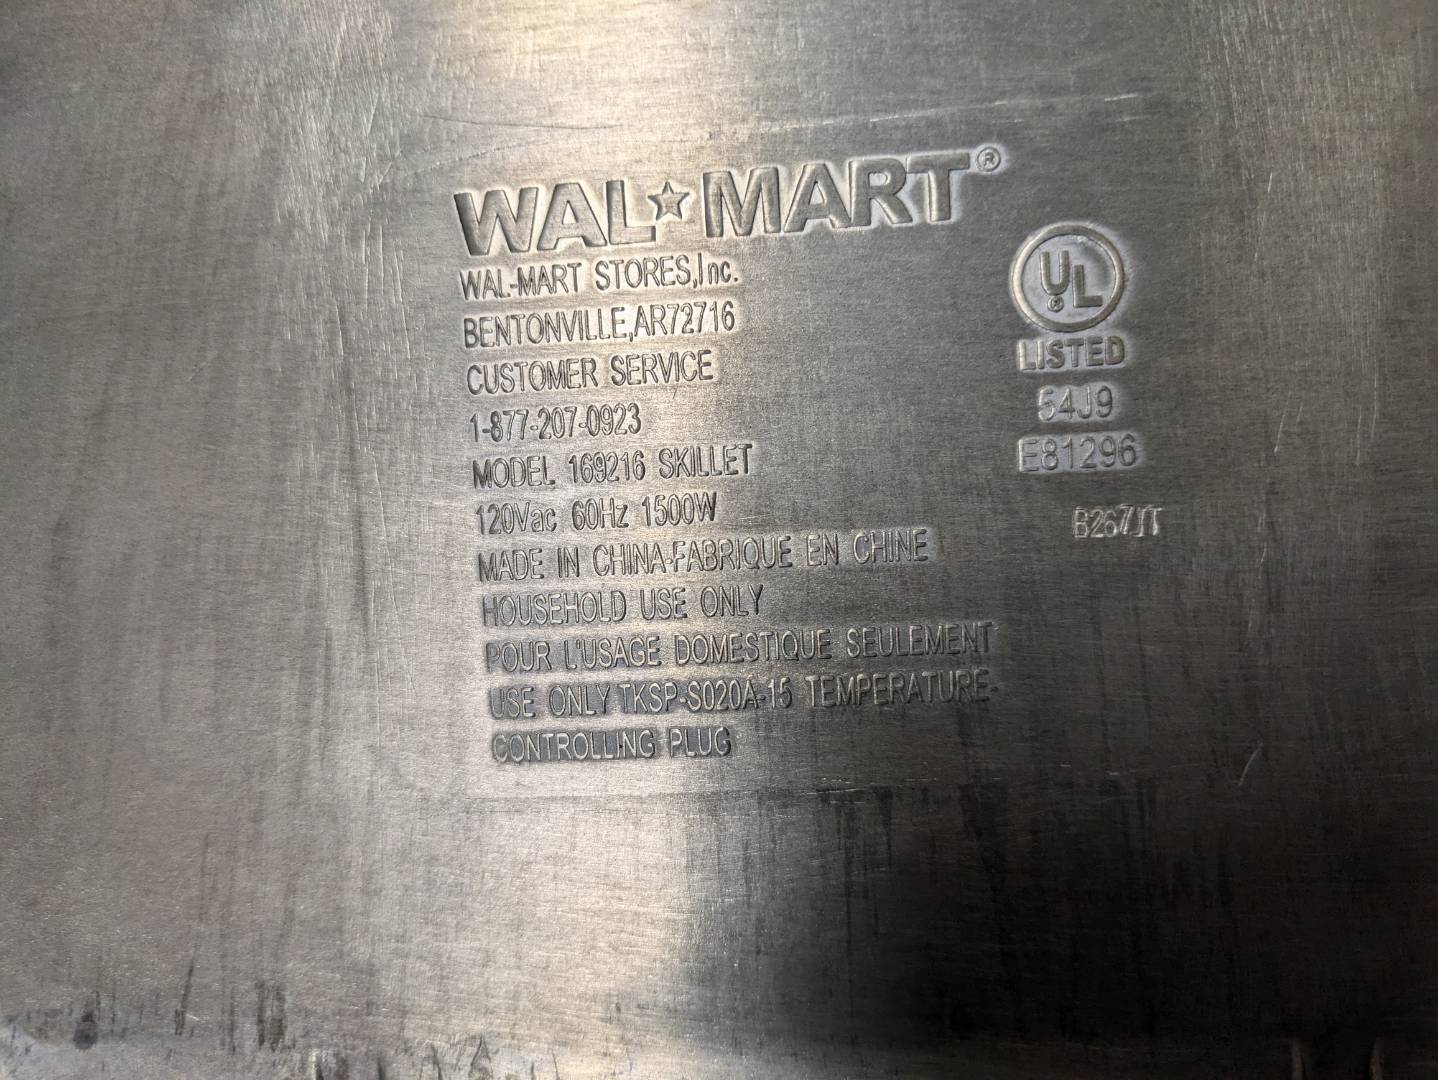 WAL★MART®
WAL-MART STORES,Inc.
BENTONVILLE,AR72716
CUSTOMER SERVICE
1-877-207-0923
MODEL 169216 SKILLET
120Vac 60Hz 1500W
MADE IN CHINA-FABRIQUE EN CHINE
HOUSEHOLD USE ONLY
POUR L'USAGE DOMESTIQUE SEULEMENT
USE ONLY TKSP-S020A-15 TEMPERATURE-
CONTROLLING PLUG
UL®
LISTED
54J9
E81296
B267JT